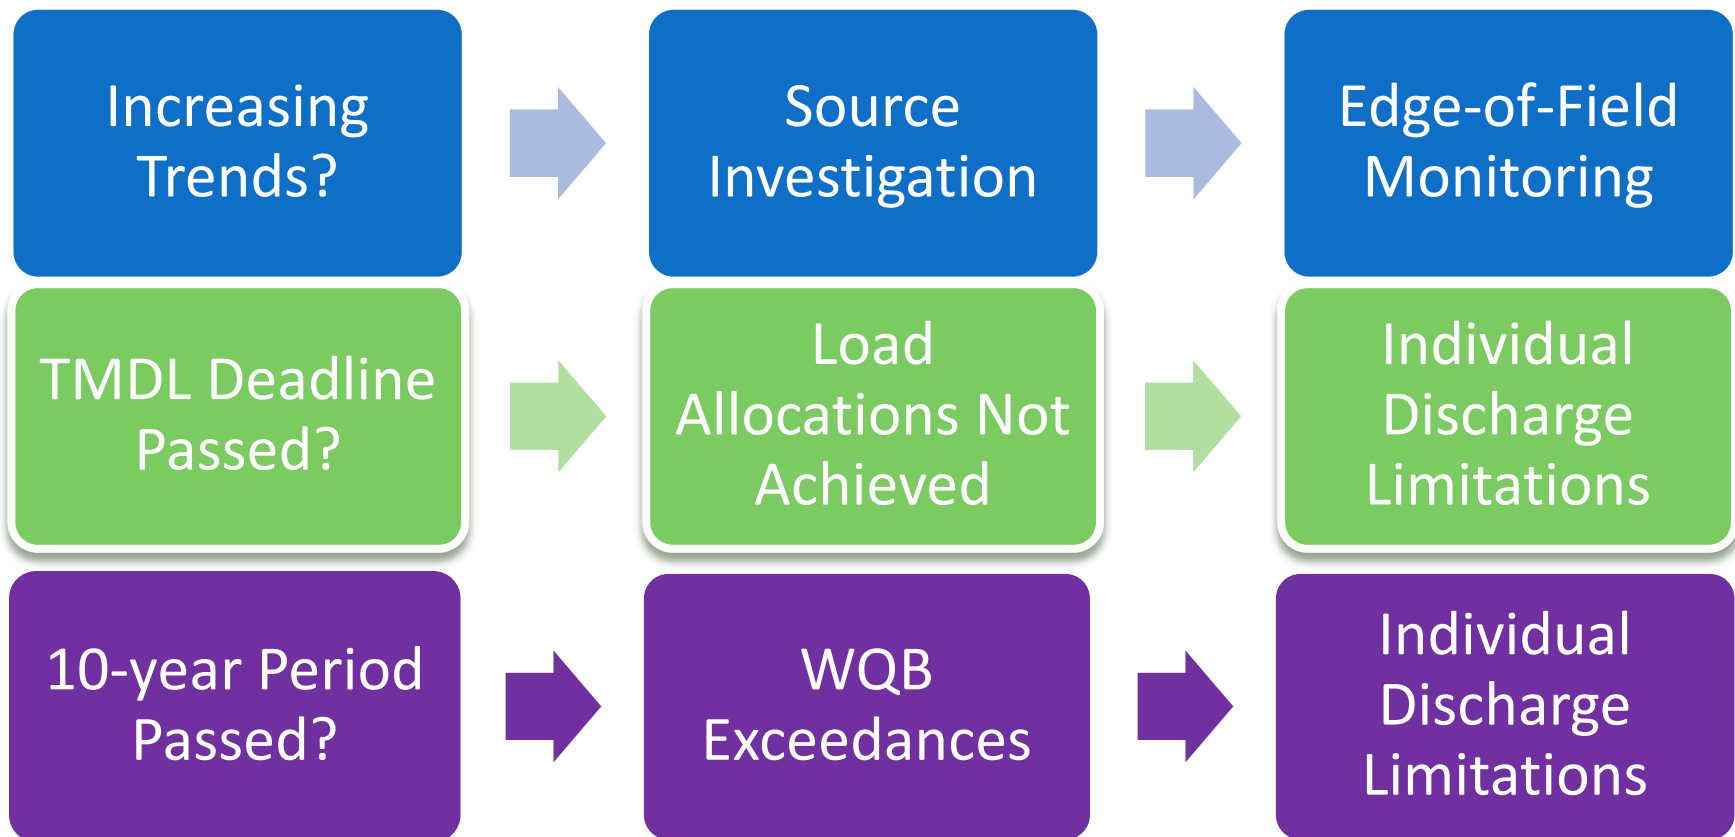 Increasing
Trends?
Source
Investigation
Edge-of-Field
Monitoring
TMDL Deadline
Passed?
Load
Allocations Not
Achieved
Individual
Discharge
Limitations
10-year Period
Passed?
WQB
Exceedances
Individual
Discharge
Limitations